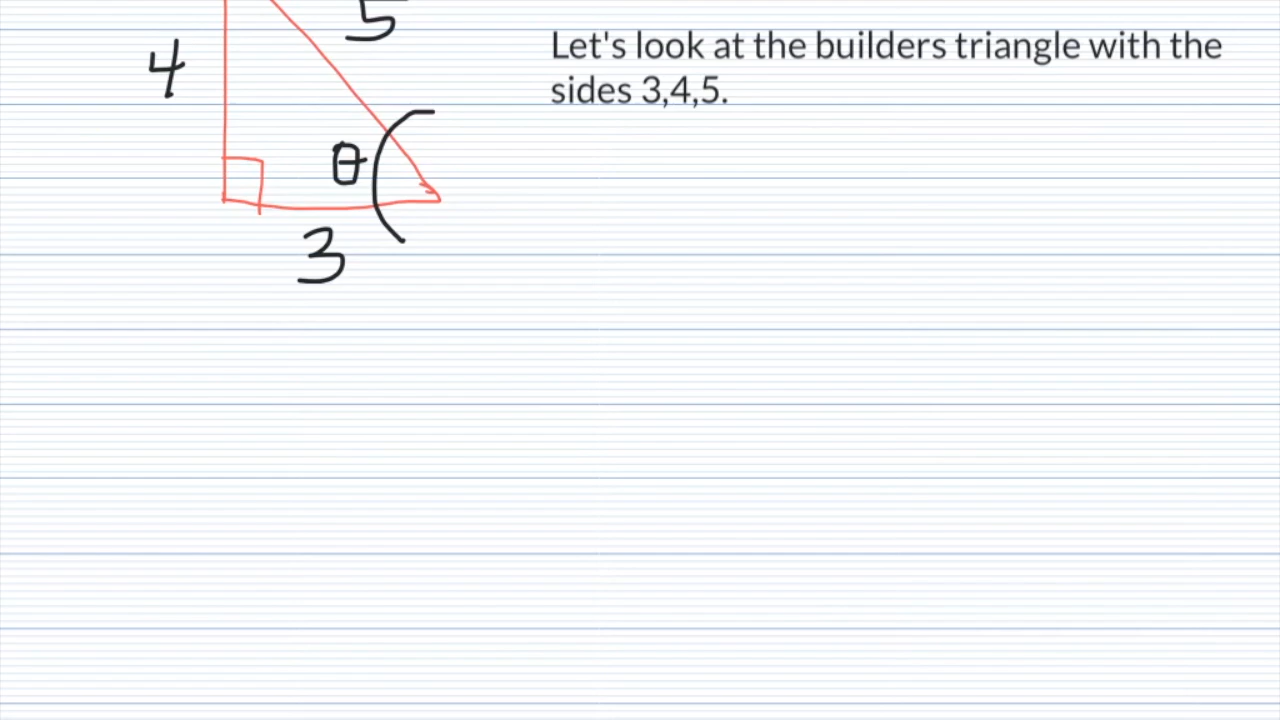 5
4
Let's look at the builders triangle with the
sides 3,4,5.
θ
3